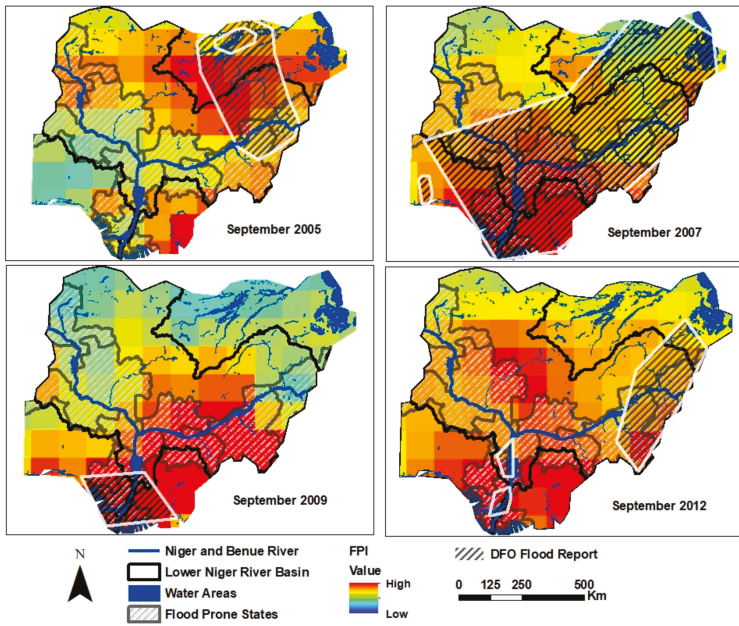 September 2005
September 2007
September 2009
September 2012
N
Niger and Benue River
Lower Niger River Basin
Water Areas
Flood Prone States
FPI
Value
High
Low
DFO Flood Report
0 125 250 500
Km